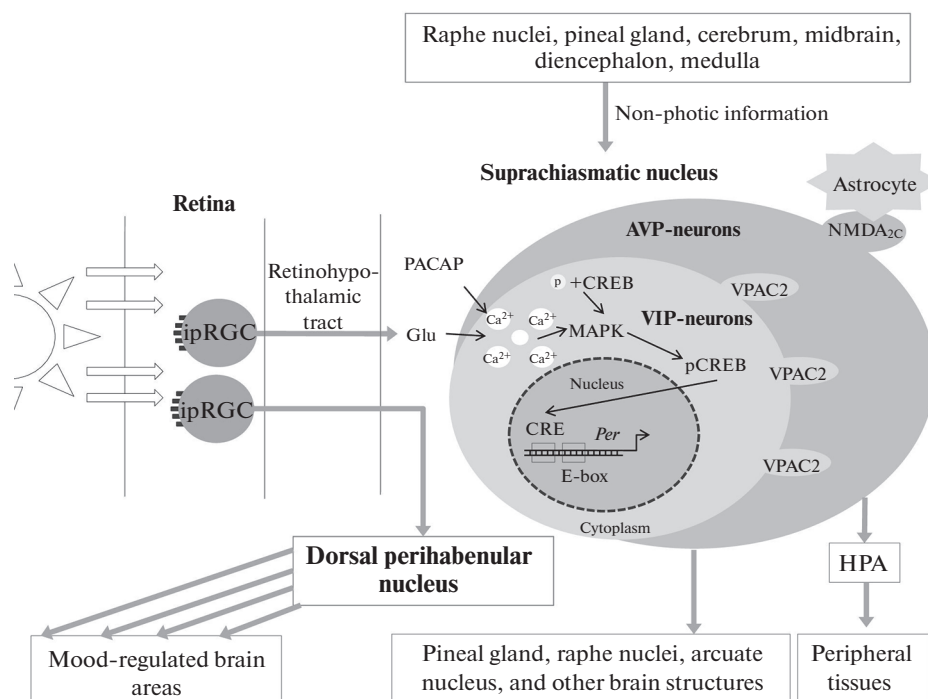 Raphe nuclei, pineal gland, cerebrum, midbrain,
diencephalon, medulla
Non-photic information
Suprachiasmatic nucleus
Astrocyte
Retina
AVP-neurons
NMDA2C
Retinohypo-
thalamic
tract
PACAP
p +CREB
VPAC2
Ca2+
Ca2+
VIP-neurons
ipRGC
Glu
MAPK
Ca2+
Ca2+
pCREB
VPAC2
Nucleus
ipRGC
CRE
Per
E-box
VPAC2
Cytoplasm
Dorsal perihabenular
nucleus
HPA
Mood-regulated brain
areas
Pineal gland, raphe nuclei, arcuate
nucleus, and other brain structures
Peripheral
tissues